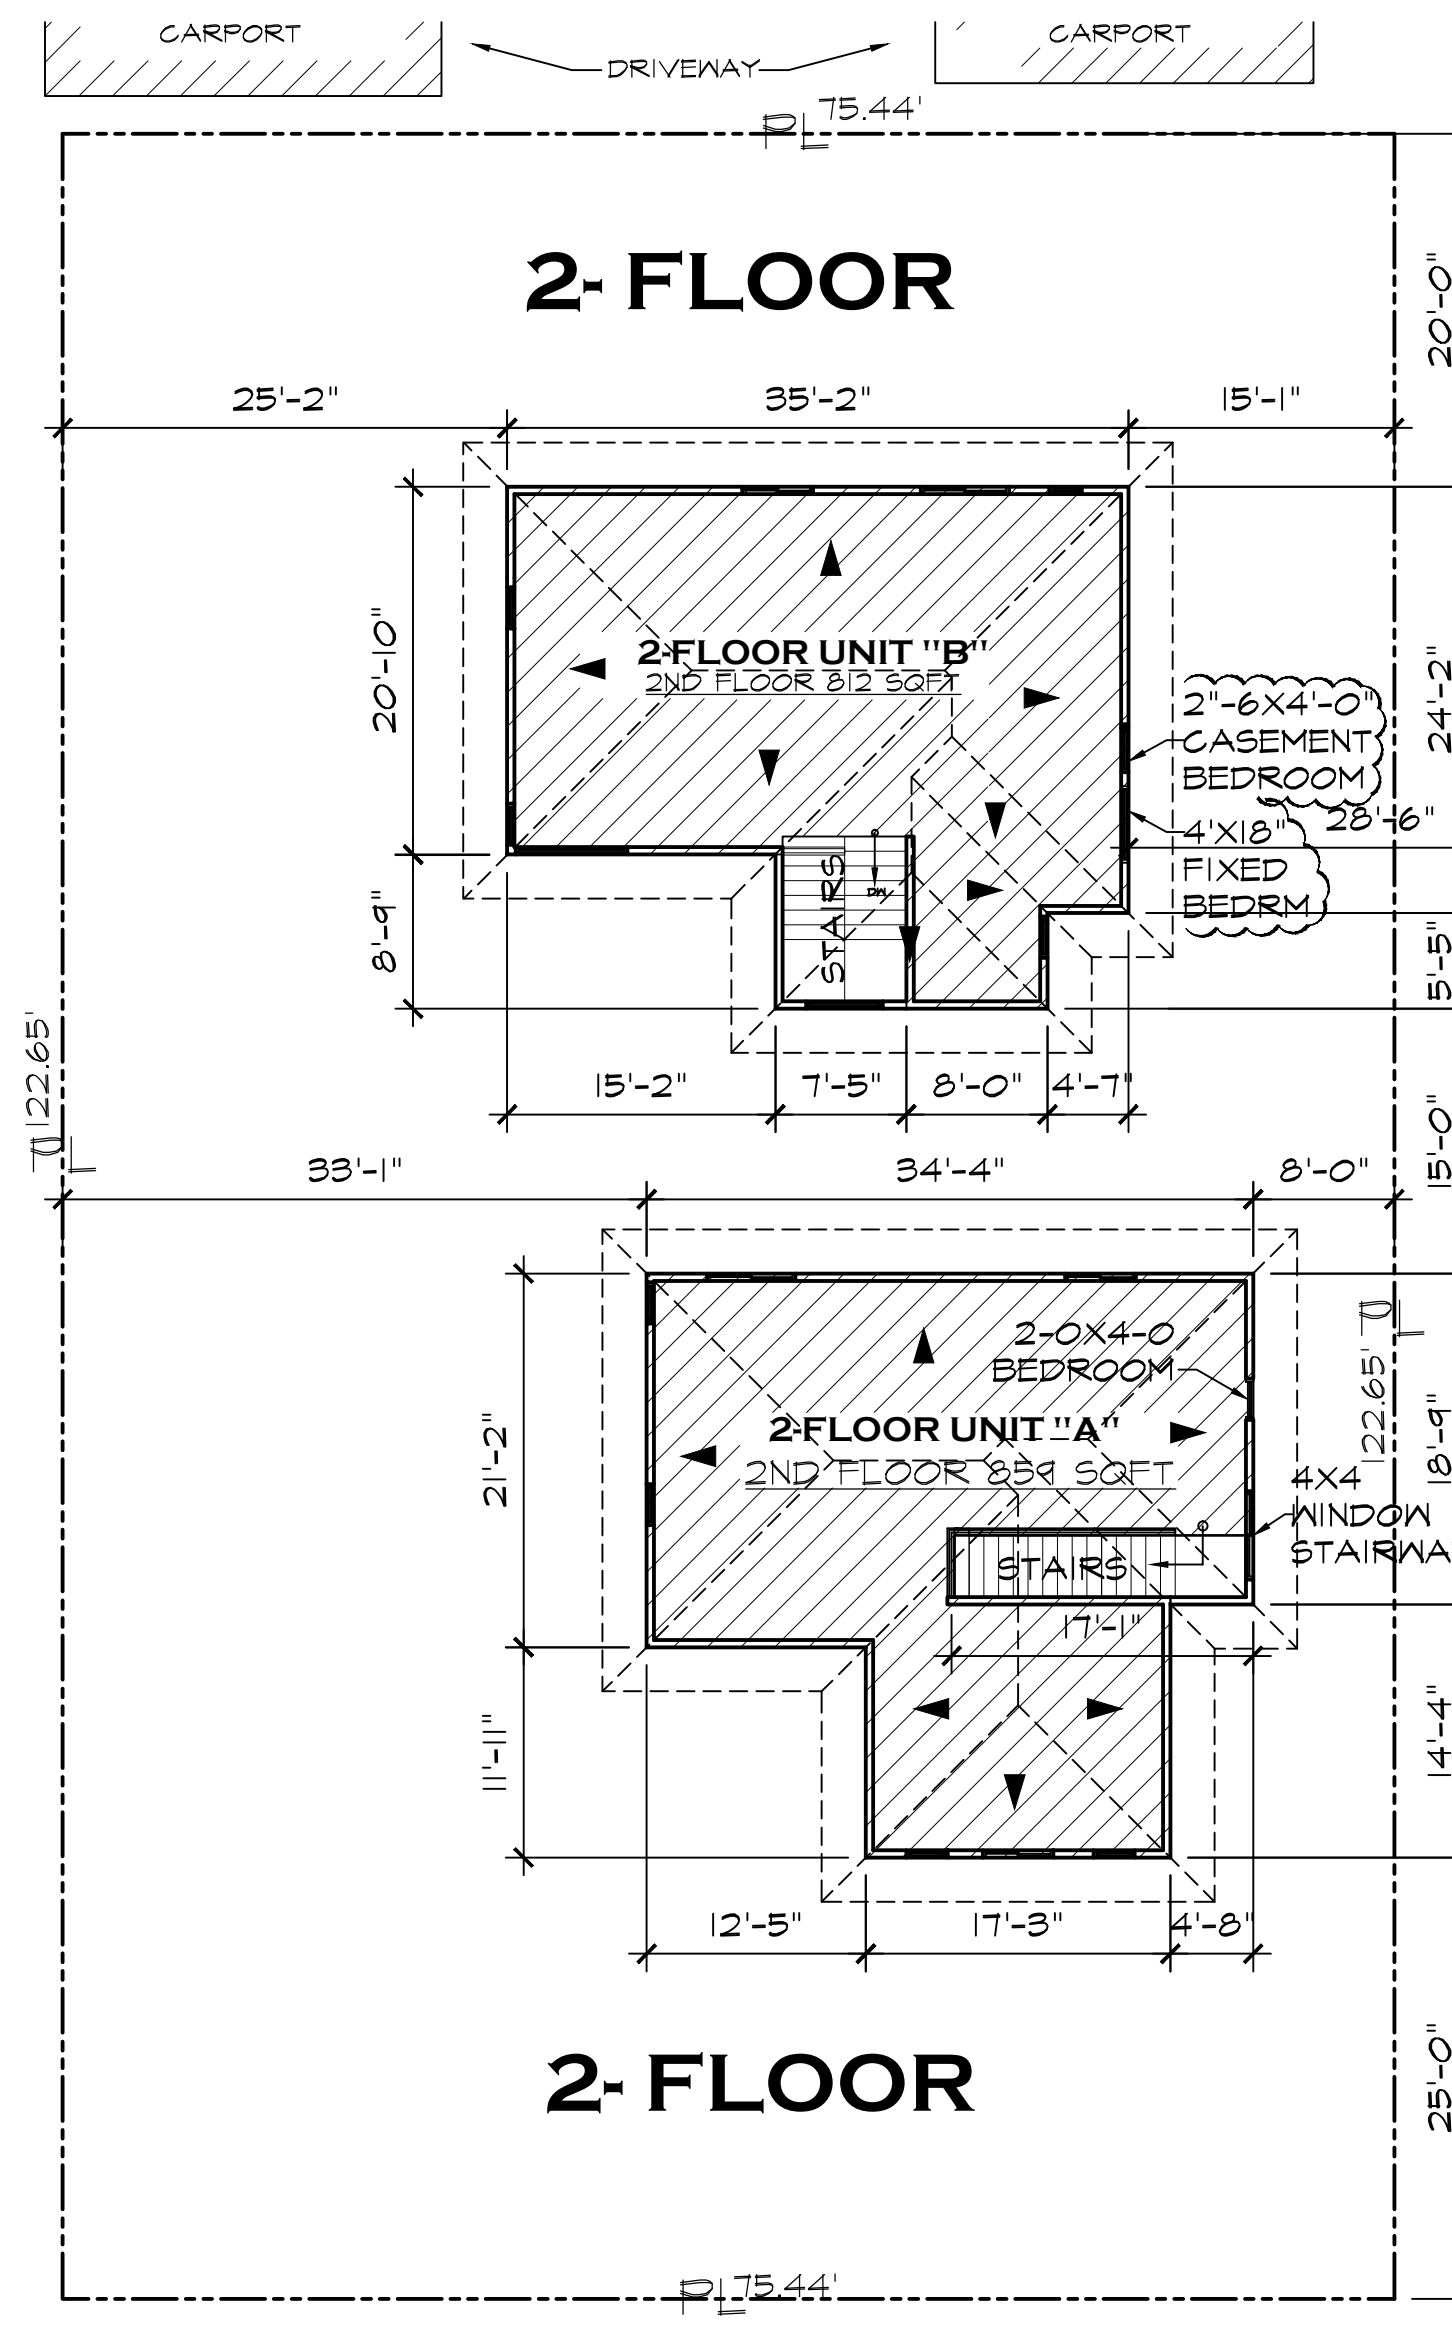 CARPORT
CARPORT
DRIVEWAY
PL 75.44'
2- FLOOR
20'-0"
25'-2"
35'-2"
15'-1"
20'-10"
24'-2"
2-FLOOR UNIT "B"
2ND FLOOR 812 SQFT
2"-6X4'-0"
CASEMENT
BEDROOM
28'-6"
4'X18"
FIXED
BEDRM
STAIRS
8'-9"
5'-5"
PL 122.65'
15'-2"
7'-5"
8'-0"
4'-7"
15'-0"
33'-1"
34'-4"
8'-0"
PL 122.65'
2-0X4-0
BEDROOM
21'-2"
18'-9"
2-FLOOR UNIT "A"
2ND FLOOR 859 SQFT
4X4
WINDOW
STAIRWA
STAIRS
17'-1"
11'-11"
14'-4"
12'-5"
17'-3"
4'-8"
2- FLOOR
25'-0"
PL 75.44'